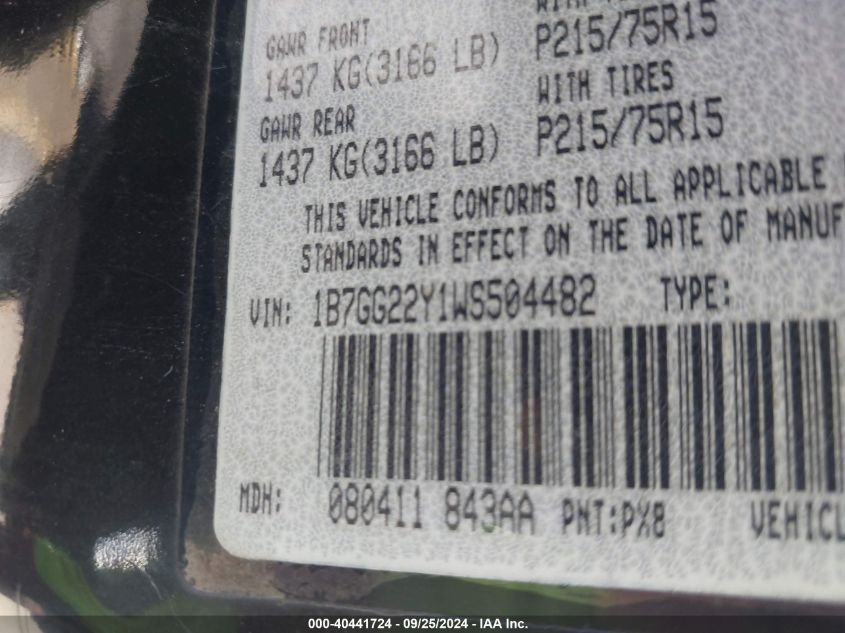 GAWR FRONT
1437 KG(3166 LB) P215/75R15
GAWR REAR WITH TIRES
1437 KG(3166 LB) P215/75R15
THIS VEHICLE CONFORMS TO ALL APPLICABLE
STANDARDS IN EFFECT ON THE DATE OF MANUF
VIN: 1B7GG22Y1WS504482 TYPE:
MDH: 080411 843AA PNT:PX8 VEHICL
000-40441724 - 09/25/2024 - IAA Inc.